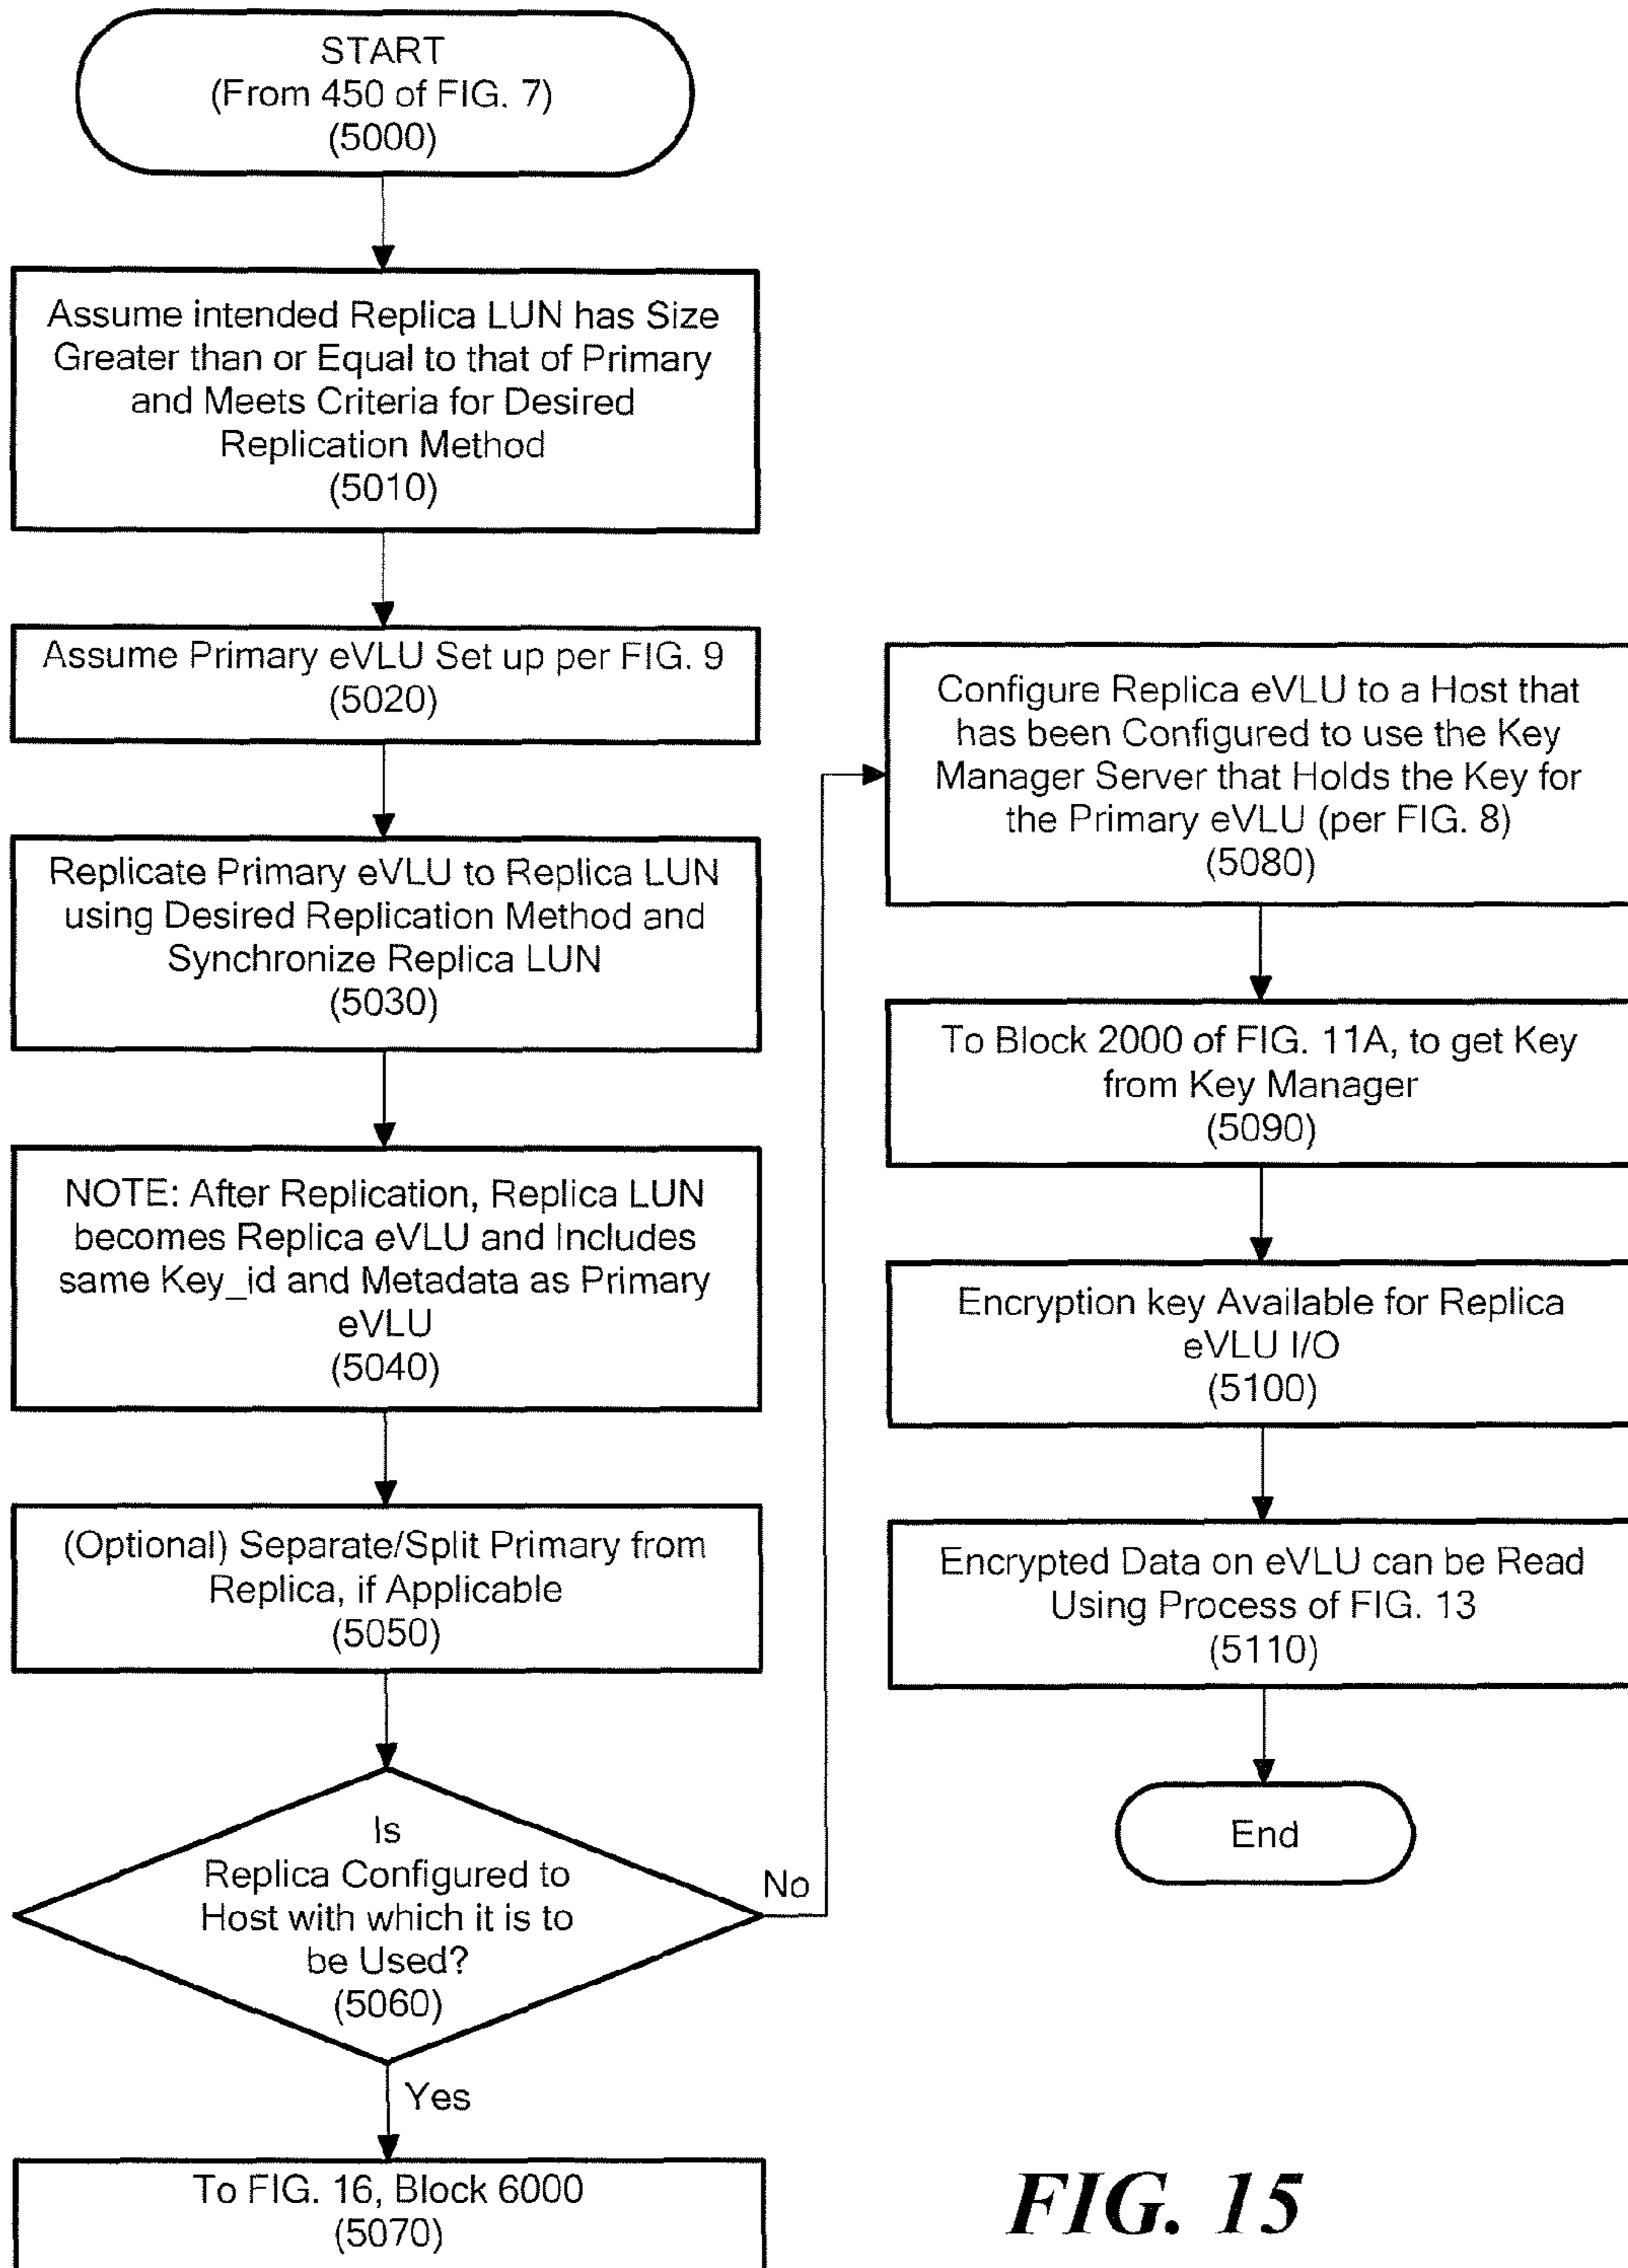 START
(From 450 of FIG. 7)
(5000)
Assume intended Replica LUN has Size
Greater than or Equal to that of Primary
and Meets Criteria for Desired
Replication Method
(5010)
Assume Primary eVLU Set up per FIG. 9
(5020)
Replicate Primary eVLU to Replica LUN
using Desired Replication Method and
Synchronize Replica LUN
(5030)
NOTE: After Replication, Replica LUN
becomes Replica eVLU and Includes
same Key_id and Metadata as Primary
eVLU
(5040)
(Optional) Separate/Split Primary from
Replica, if Applicable
(5050)
Is
Replica Configured to
Host with which it is to
be Used?
(5060)
No
Yes
To FIG. 16, Block 6000
(5070)
Configure Replica eVLU to a Host that
has been Configured to use the Key
Manager Server that Holds the Key for
the Primary eVLU (per FIG. 8)
(5080)
To Block 2000 of FIG. 11A, to get Key
from Key Manager
(5090)
Encryption key Available for Replica
eVLU I/O
(5100)
Encrypted Data on eVLU can be Read
Using Process of FIG. 13
(5110)
End
FIG. 15